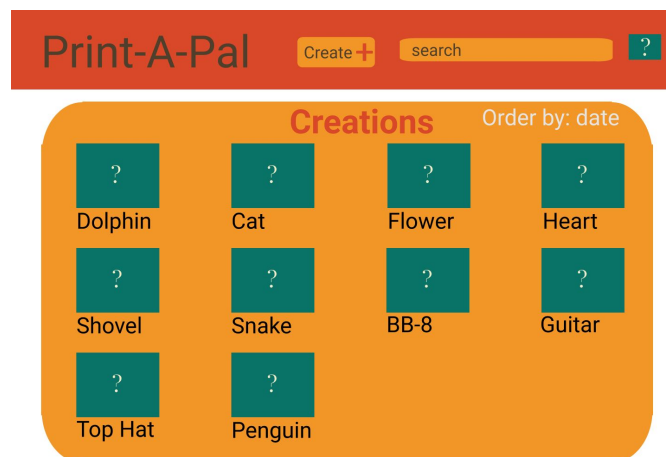 Print-A-Pal
Create+
search
?
Creations
Order by: date
? ? ? ?
Dolphin Cat Flower Heart
? ? ? ?
Shovel Snake BB-8 Guitar
? ?
Top Hat Penguin